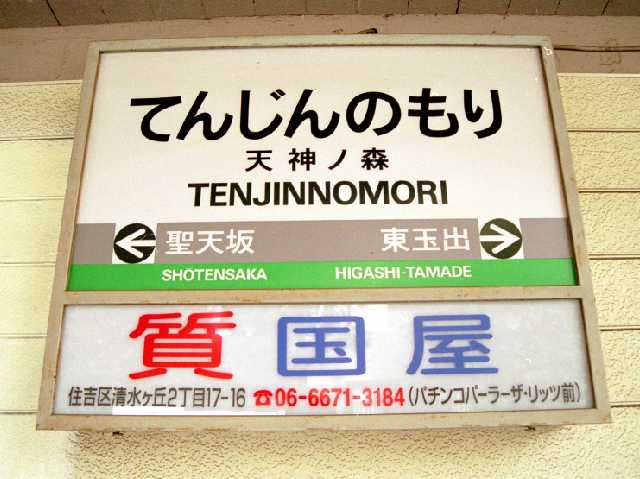 てんじんのもり
天神ノ森
TENJINNOMORI
聖天坂 東玉出
SHOTENSAKA HIGASHI-TAMADE
質 国屋
住吉区清水ヶ丘2丁目17-16 ☎06-6671-3184(パチンコパーラーザ・リッツ前)